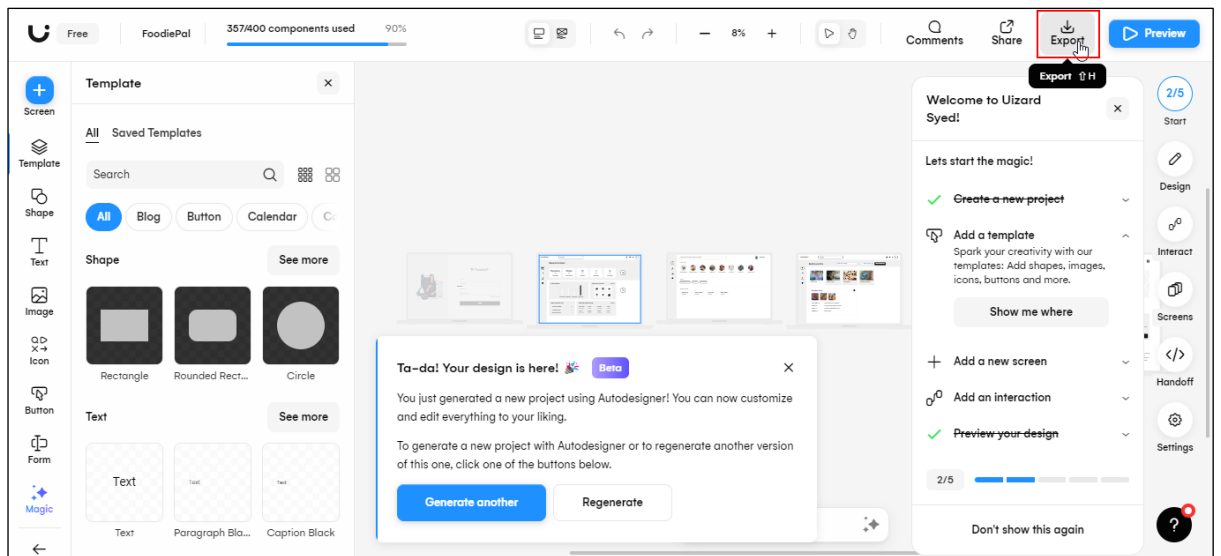 Free
FoodiePal
357/400 components used
90%
8%
Comments
Share
Export
Preview
Export ⇧ H
Screen
Template
Shape
Text
Image
Icon
Button
Form
Magic
Template
All Saved Templates
Search
All Blog Button Calendar
Shape See more
Rectangle Rounded Rect... Circle
Text See more
Text
Text
Text
Text Paragraph Bla... Caption Black
Ta-da! Your design is here! 🎉 Beta
You just generated a new project using Autodesigner! You can now customize
and edit everything to your liking.
To generate a new project with Autodesigner or to regenerate another version
of this one, click one of the buttons below.
Generate another Regenerate
Welcome to Uizard
Syed!
Lets start the magic!
Create a new project
Add a template
Spark your creativity with our
templates: Add shapes, images,
icons, buttons and more.
Show me where
Add a new screen
Add an interaction
Preview your design
2/5
Don't show this again
2/5
Start
Design
Interact
Screens
Handoff
Settings
?